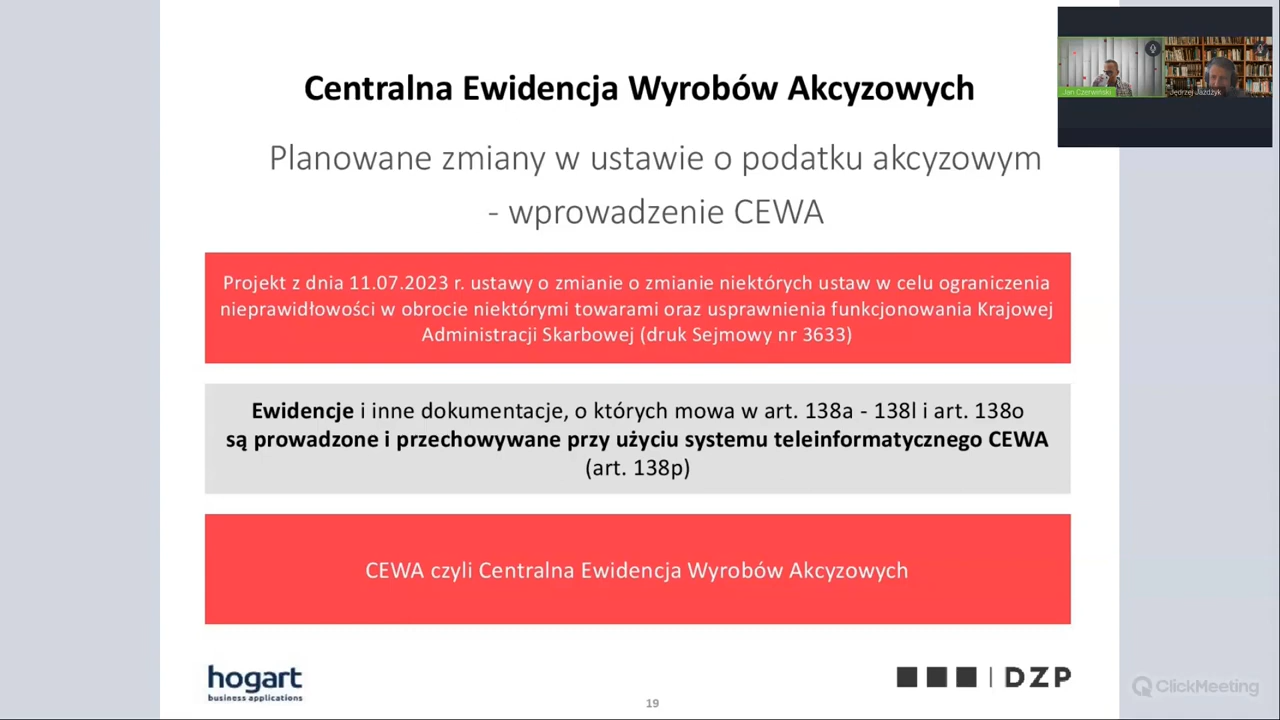 Centralna Ewidencja Wyrobów Akcyzowych
Planowane zmiany w ustawie o podatku akcyzowym
- wprowadzenie CEWA
Projekt z dnia 11.07.2023 r. ustawy o zmianie o zmianie niektórych ustaw w celu ograniczenia
nieprawidłowości w obrocie niektórymi towarami oraz usprawnienia funkcjonowania Krajowej
Administracji Skarbowej (druk Sejmowy nr 3633)
Ewidencje i inne dokumentacje, o których mowa w art. 138a - 138l i art. 138o
są prowadzone i przechowywane przy użyciu systemu teleinformatycznego CEWA
(art. 138p)
CEWA czyli Centralna Ewidencja Wyrobów Akcyzowych
hogart
business applications
DZP
19
Jan Czerwiński
Jędrzej Jażdżyk
ClickMeeting